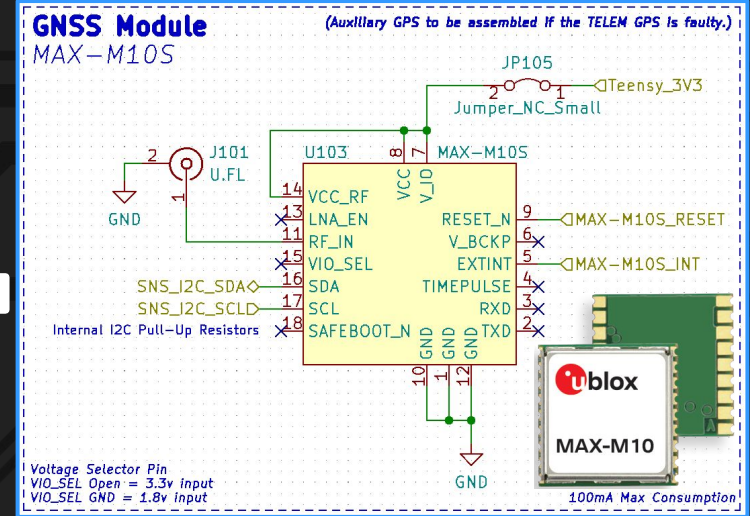 GNSS Module
(Auxiliary GPS to be assembled if the TELEM GPS is faulty.)
MAX-M10S
JP105
2
1
Teensy_3V3
Jumper_NC_Small
2
J101
U.FL
1
GND
U103
8
7
MAX-M10S
VCC
V_IO
14
VCC_RF
13
LNA_EN
RESET_N
9
MAX-M10S_RESET
11
RF_IN
V_BCKP
6
15
VIO_SEL
EXTINT
5
MAX-M10S_INT
SNS_I2C_SDA
16
SDA
TIMEPULSE
4
SNS_I2C_SCL
17
SCL
RXD
3
Internal I2C Pull-Up Resistors
18
SAFEBOOT_N
TXD
2
GND
GND
GND
10
1
12
GND
ublox
MAX-M10
A
Voltage Selector Pin
VIO_SEL Open = 3.3v input
VIO_SEL GND = 1.8v input
100mA Max Consumption